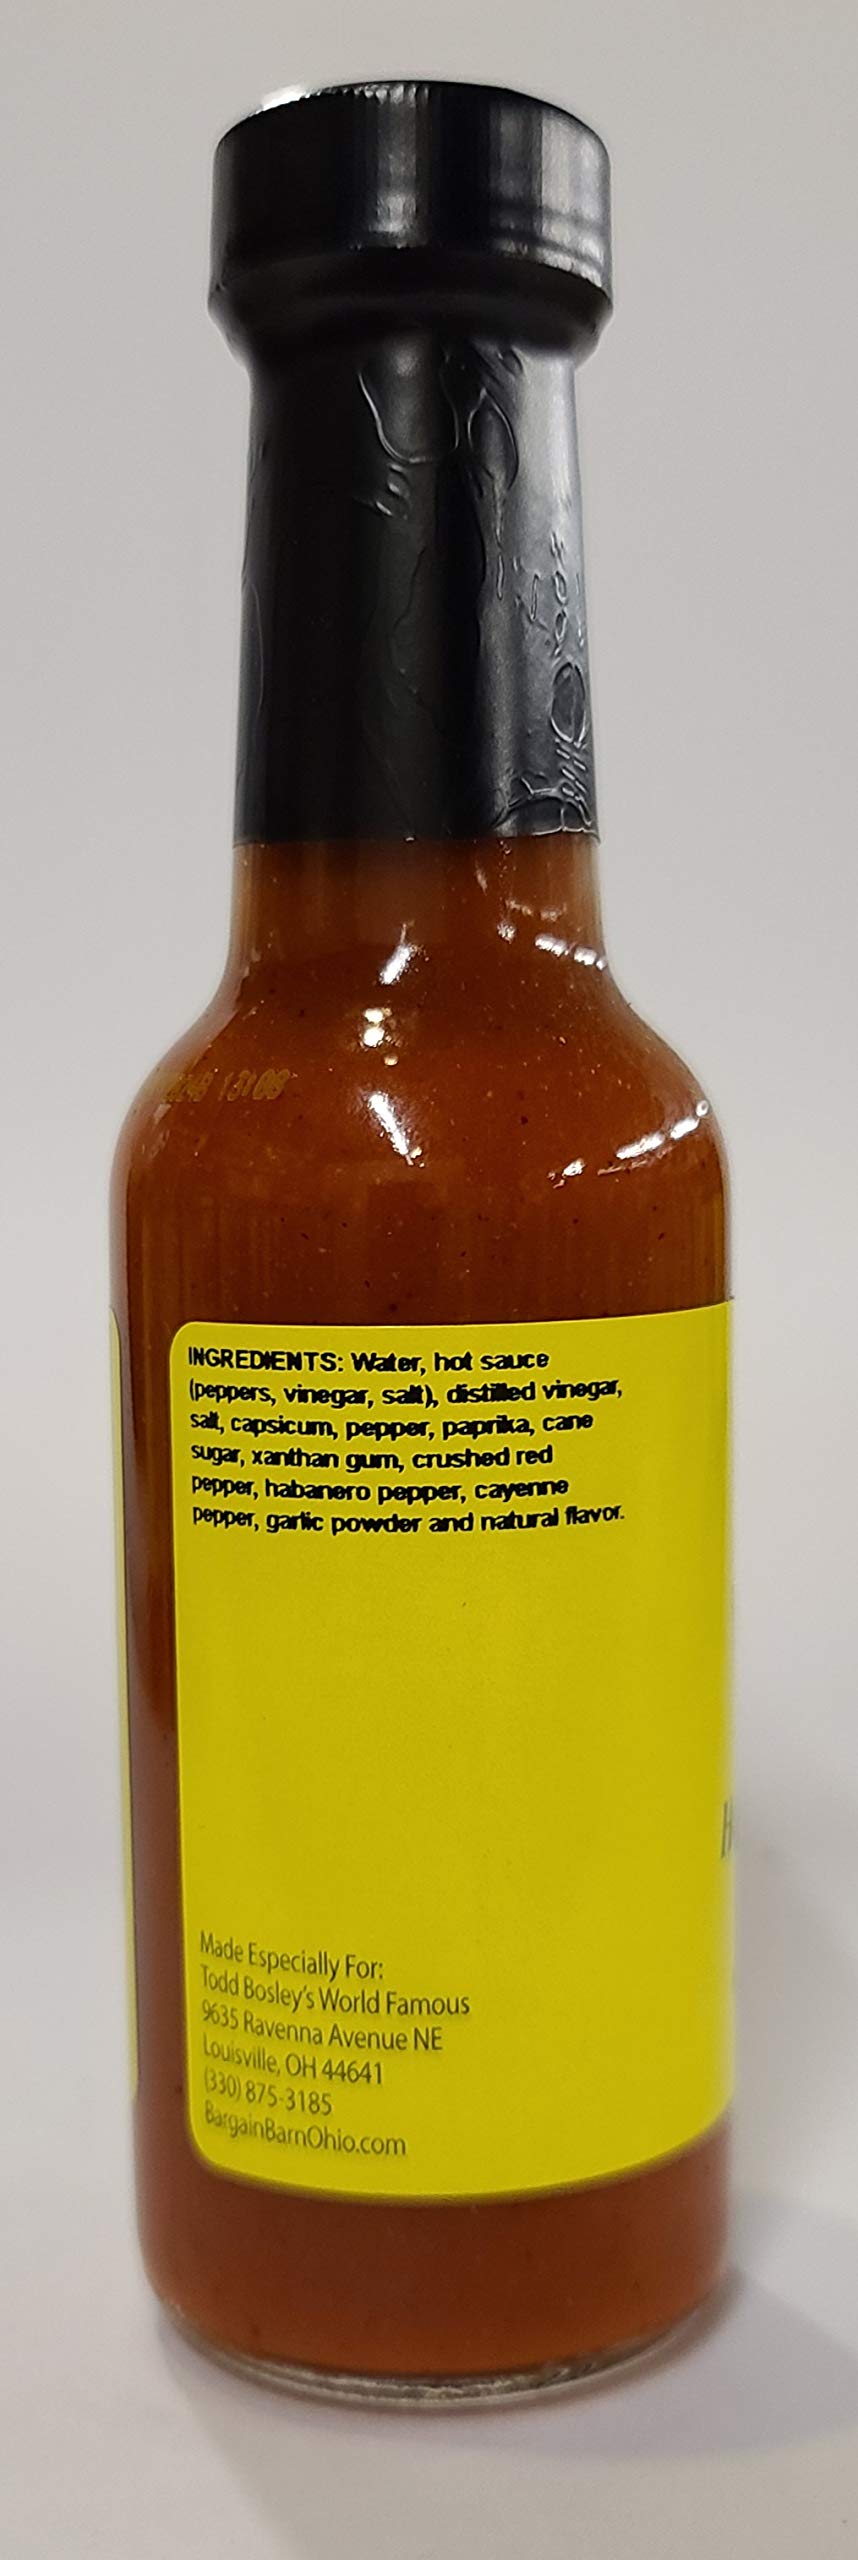 13:08
INGREDIENTS: Water, hot sauce
(peppers, vinegar, salt), distilled vinegar,
salt, capsicum, pepper, paprika, cane
sugar, xanthan gum, crushed red
pepper, habanero pepper, cayenne
pepper, garlic powder and natural flavor.
Made Especially For:
Todd Bosley's World Famous
9635 Ravenna Avenue NE
Louisville, OH 44641
(330) 875-3185
BargainBarnOhio.com